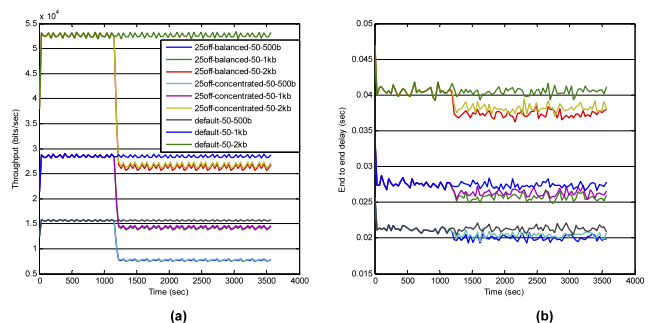 x 10⁴
5.5
5
4.5
4
3.5
3
2.5
2
1.5
1
0.5
0 500 1000 1500 2000 2500 3000 3500 4000
Throughput (bits/sec)
Time (sec)
25off-balanced-50-500b
25off-balanced-50-1kb
25off-balanced-50-2kb
25off-concentrated-50-500b
25off-concentrated-50-1kb
25off-concentrated-50-2kb
default-50-500b
default-50-1kb
default-50-2kb
(a)
0.05
0.045
0.04
0.035
0.03
0.025
0.02
0.015
0 500 1000 1500 2000 2500 3000 3500 4000
End to end delay (sec)
Time (sec)
(b)